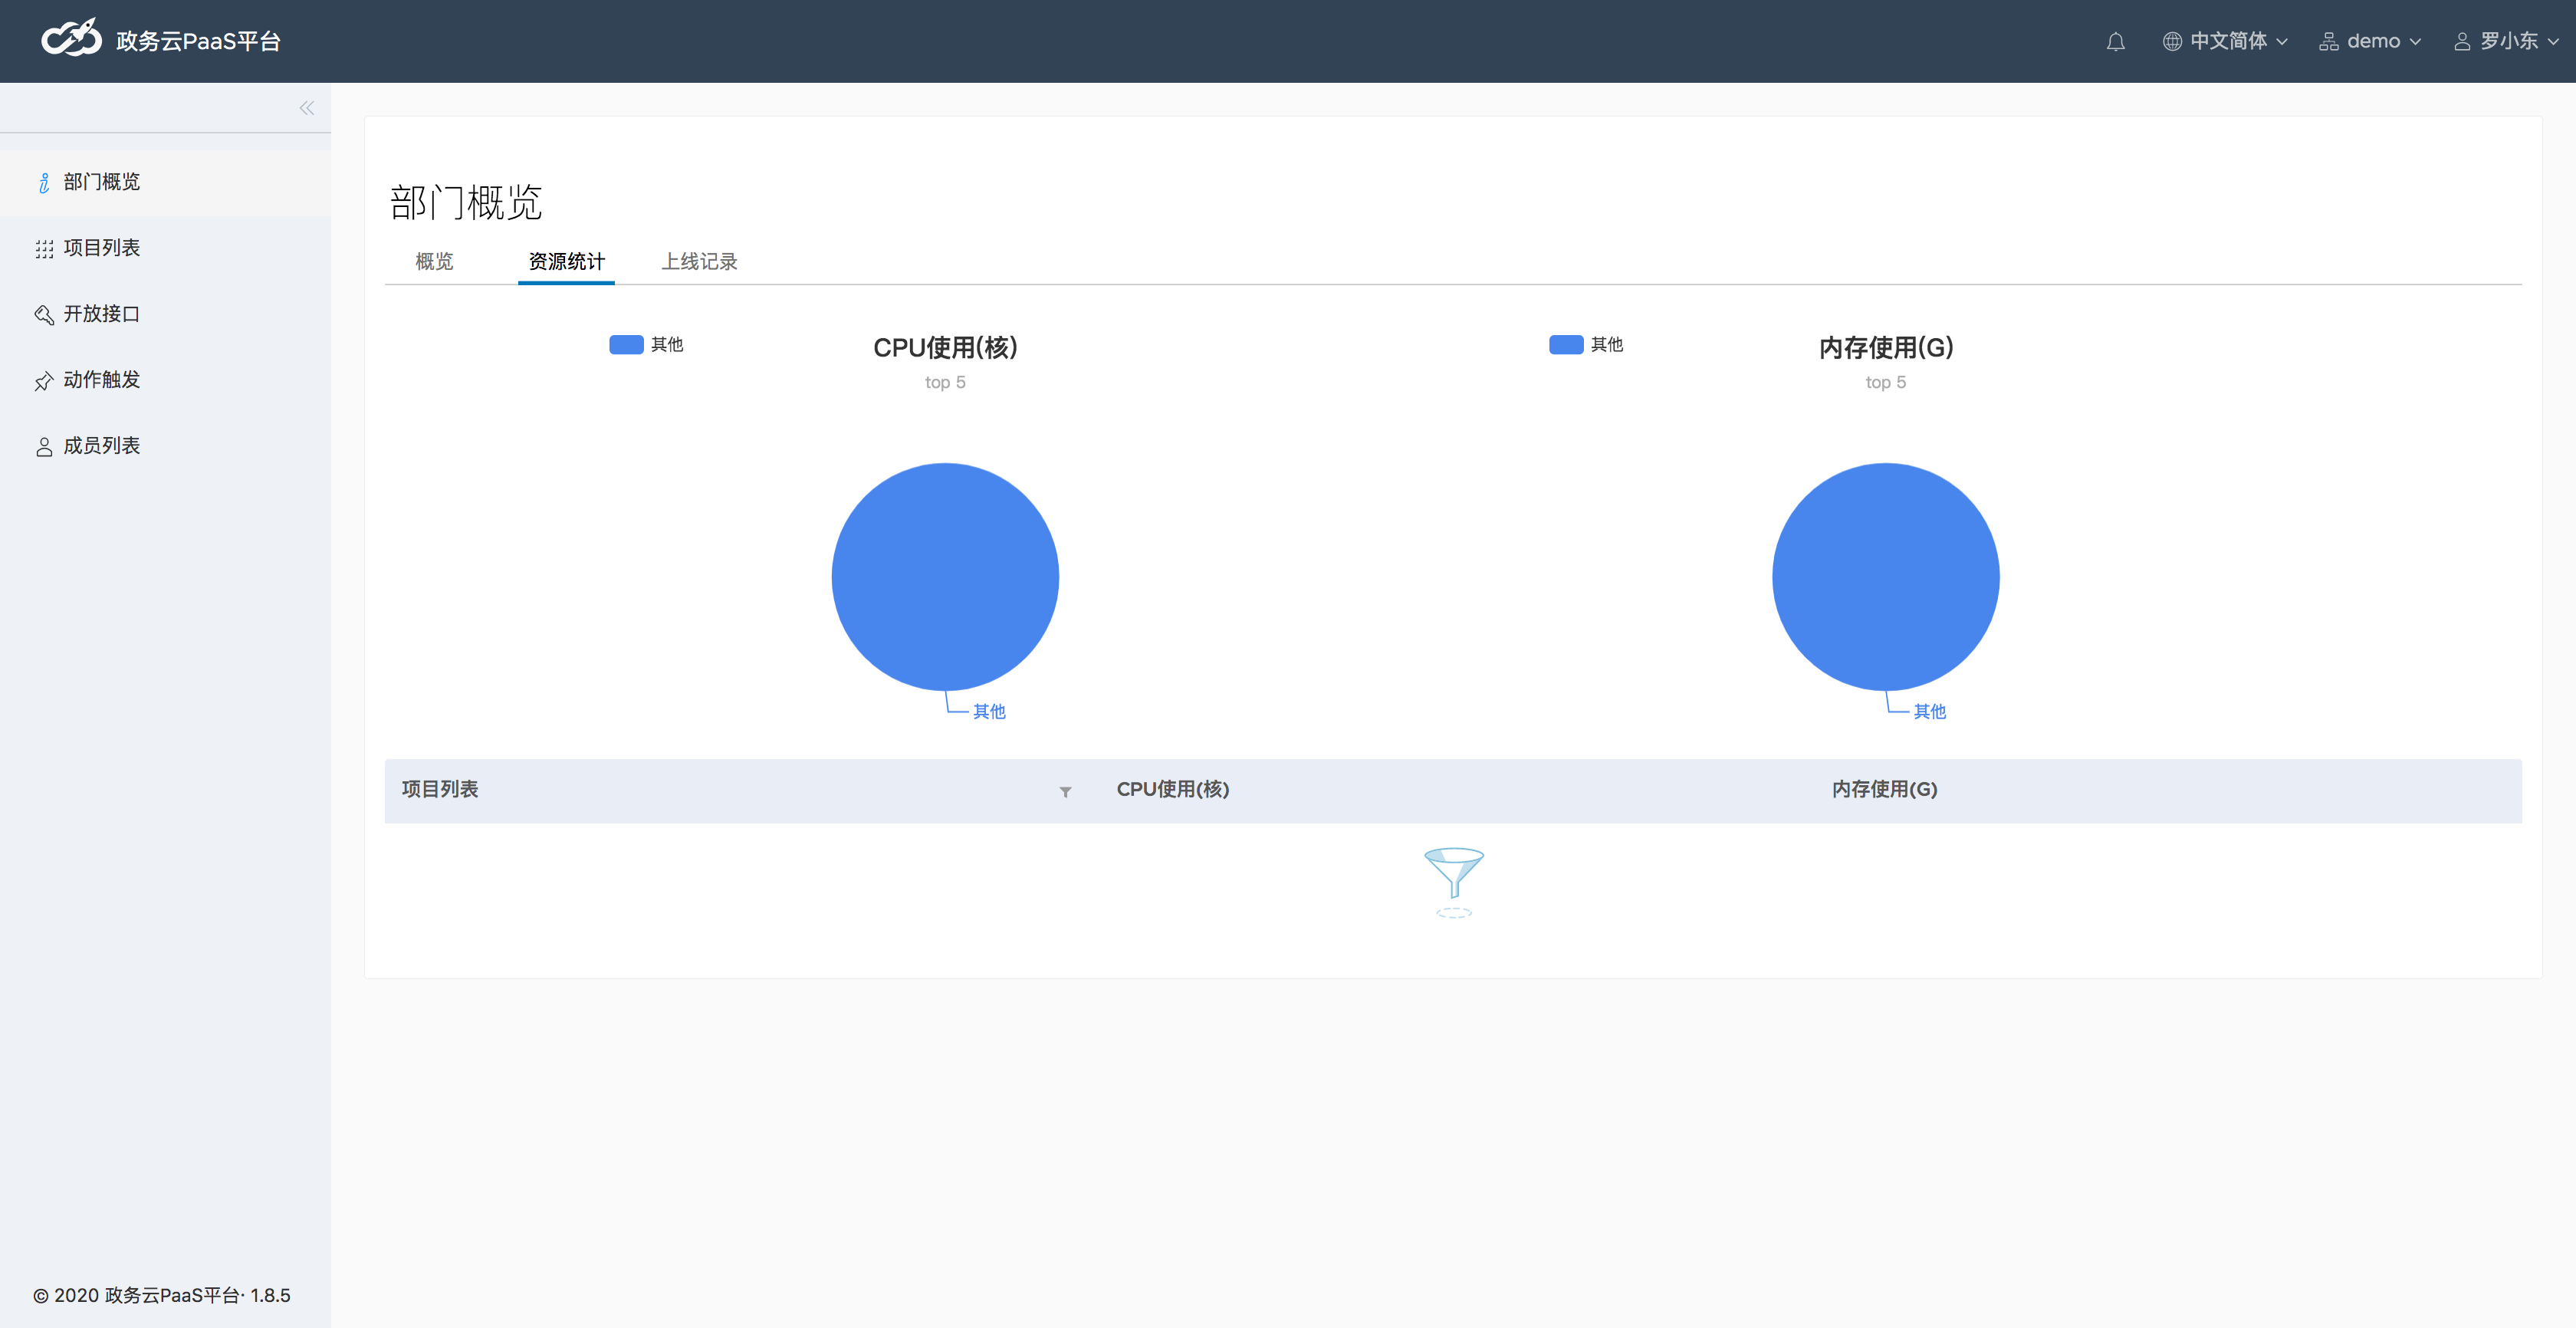 政务云PaaS平台
中文简体
demo
罗小东
部门概览
项目列表
开放接口
动作触发
成员列表
© 2020 政务云PaaS平台· 1.8.5
部门概览
概览
资源统计
上线记录
其他
CPU使用(核)
top 5
其他
其他
内存使用(G)
top 5
其他
项目列表
CPU使用(核)
内存使用(G)